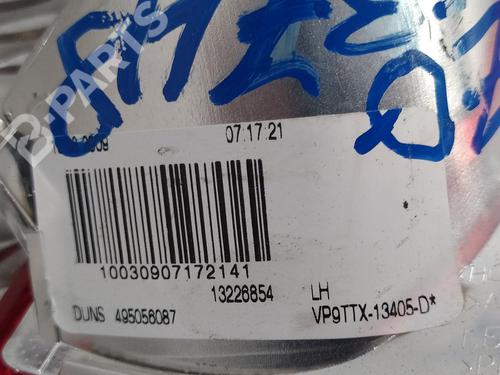 B-PARTS
07.17.21
10030907172141
13226854
LH
DUNS 495056087
VP9TTX-13405-D*